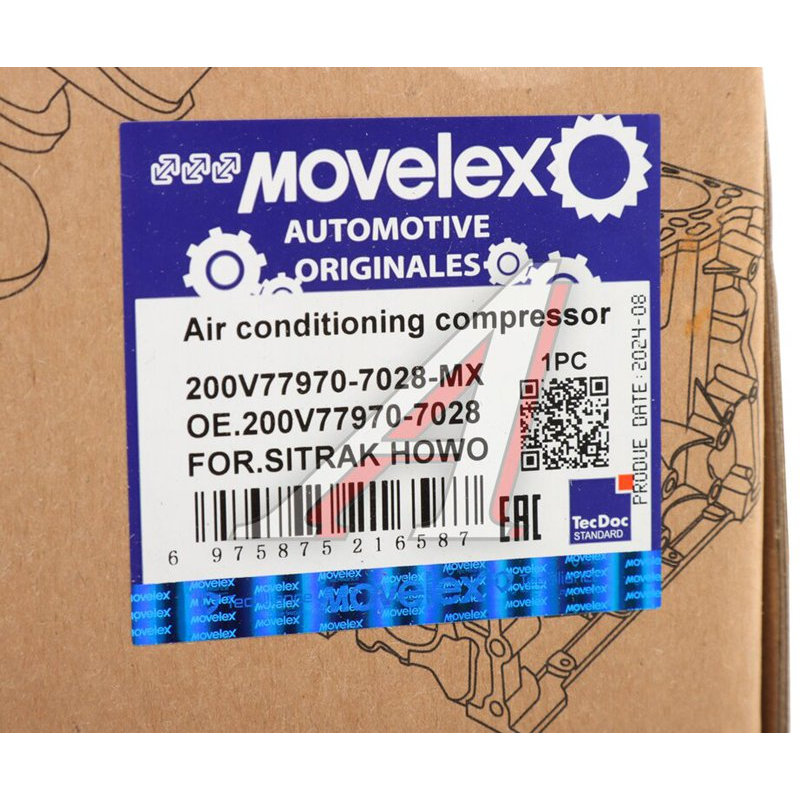 MOVELEX
AUTOMOTIVE
ORIGINALES
Air conditioning compressor
200V77970-7028-MX
1PC
OE.200V77970-7028
FOR.SITRAK HOWO
PRODUE DATE:2024-08
6 975875 216587
EAC
TecDoc
STANDARD
Movelex